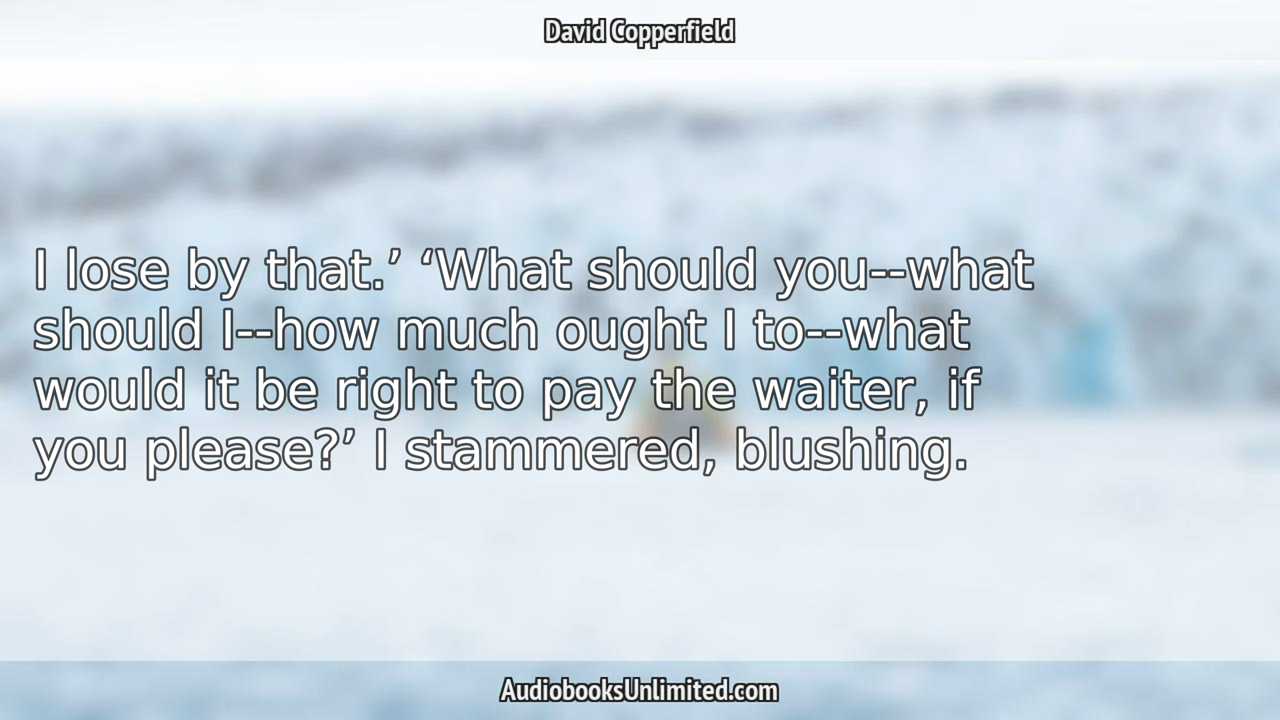 David Copperfield
I lose by that.’ ‘What should you--what
should I--how much ought I to--what
would it be right to pay the waiter, if
you please?’ I stammered, blushing.
AudiobooksUnlimited.com